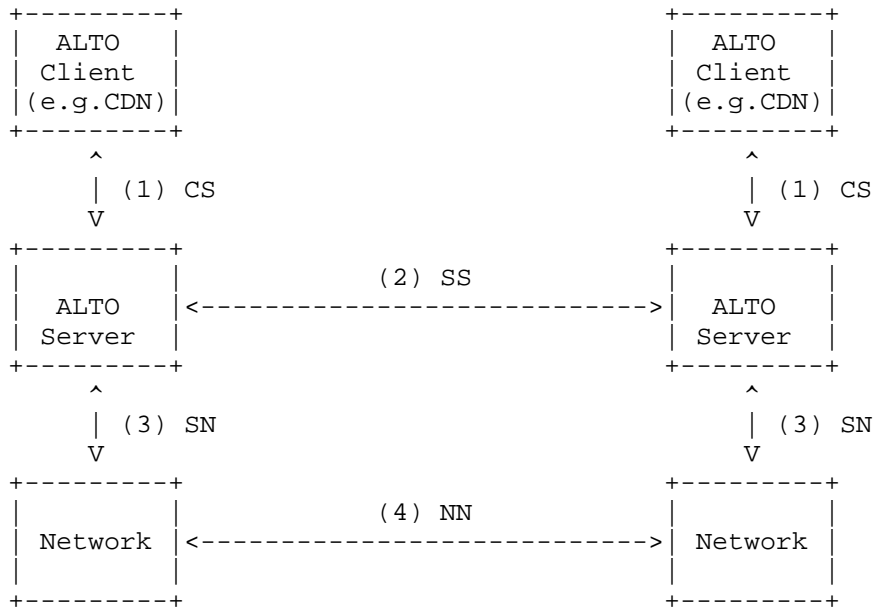 ALTO ALTO
Client Client
(e.g.CDN) (e.g.CDN)
(1) CS (1) CS
(2) SS
ALTO ALTO
Server Server
(3) SN (3) SN
(4) NN
Network Network